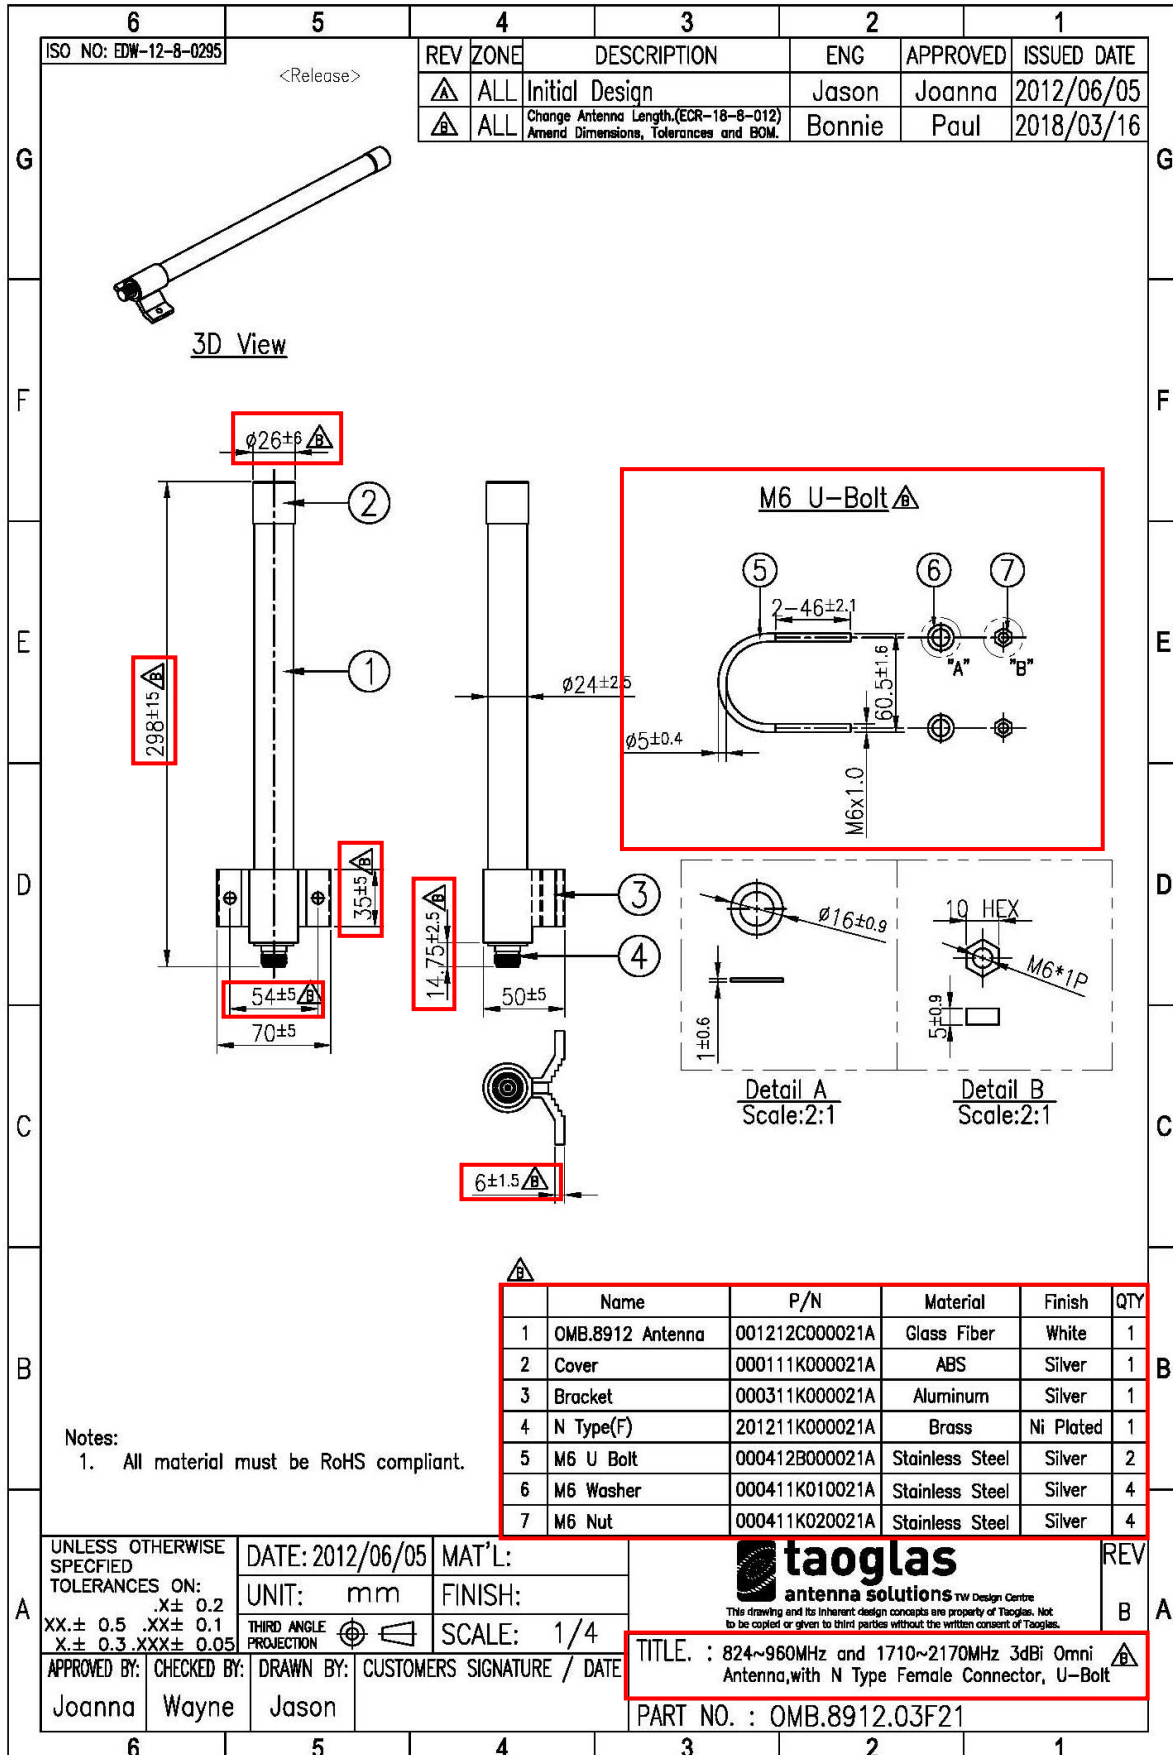 6 5 4 3 2 1
ISO NO: EDW-12-8-0295
<Release>
REV ZONE DESCRIPTION ENG APPROVED ISSUED DATE
A ALL Initial Design Jason Joanna 2012/06/05
B ALL Change Antenna Length.(ECR-18-8-012) Amend Dimensions, Tolerances and BOM. Bonnie Paul 2018/03/16
G G
3D View
F F
ø26±6 B
2
M6 U-Bolt B
5 6 7
2-46±2.1
E E
"A" "B"
1
298±15 B
ø24±2.5
60.5±1.6
ø5±0.4
M6x1.0
D D
35±5 B
14.75±2.5 B
3
4
ø16±0.9
10 HEX
M6*1P
54±5 B
50±5
70±5
1±0.6
5±0.9
Detail A
Scale:2:1
Detail B
Scale:2:1
C C
6±1.5 B
B
Name P/N Material Finish QTY
1 OMB.8912 Antenna 001212C000021A Glass Fiber White 1
2 Cover 000111K000021A ABS Silver 1
3 Bracket 000311K000021A Aluminum Silver 1
4 N Type(F) 201211K000021A Brass Ni Plated 1
5 M6 U Bolt 000412B000021A Stainless Steel Silver 2
6 M6 Washer 000411K010021A Stainless Steel Silver 4
7 M6 Nut 000411K020021A Stainless Steel Silver 4
B B
Notes:
1. All material must be RoHS compliant.
UNLESS OTHERWISE
SPECFIED
TOLERANCES ON:
.X± 0.2
XX.± 0.5 .XX± 0.1
X.± 0.3 .XXX± 0.05
DATE: 2012/06/05 MAT'L:
UNIT: mm FINISH:
THIRD ANGLE
PROJECTION
SCALE: 1/4
taoglas
antenna solutions TW Design Centre
This drawing and its inherent design concepts are property of Taoglas. Not
to be copied or given to third parties without the written consent of Taoglas.
REV
B
A A
APPROVED BY: CHECKED BY: DRAWN BY: CUSTOMERS SIGNATURE / DATE
Joanna Wayne Jason
TITLE. : 824~960MHz and 1710~2170MHz 3dBi Omni
Antenna,with N Type Female Connector, U-Bolt B
PART NO. : OMB.8912.03F21
6 5 4 3 2 1